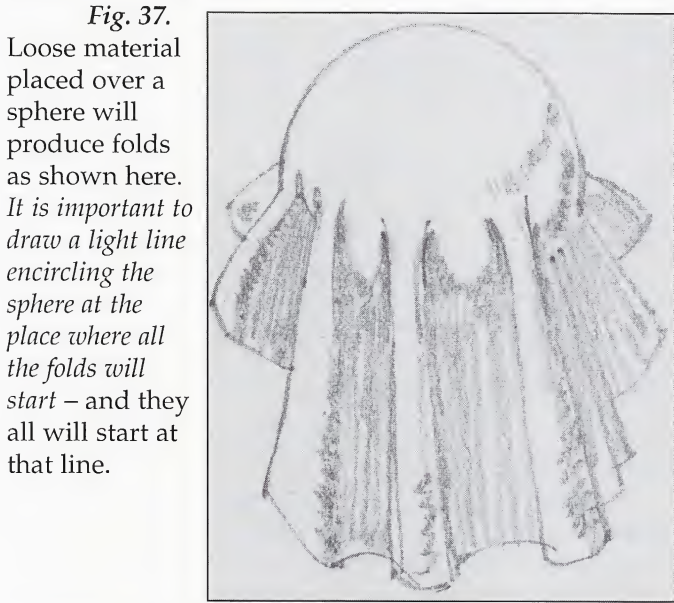 Fig. 37.
Loose material
placed over a
sphere will
produce folds
as shown here.
It is important to
draw a light line
encircling the
sphere at the
place where all
the folds will
start – and they
all will start at
that line.